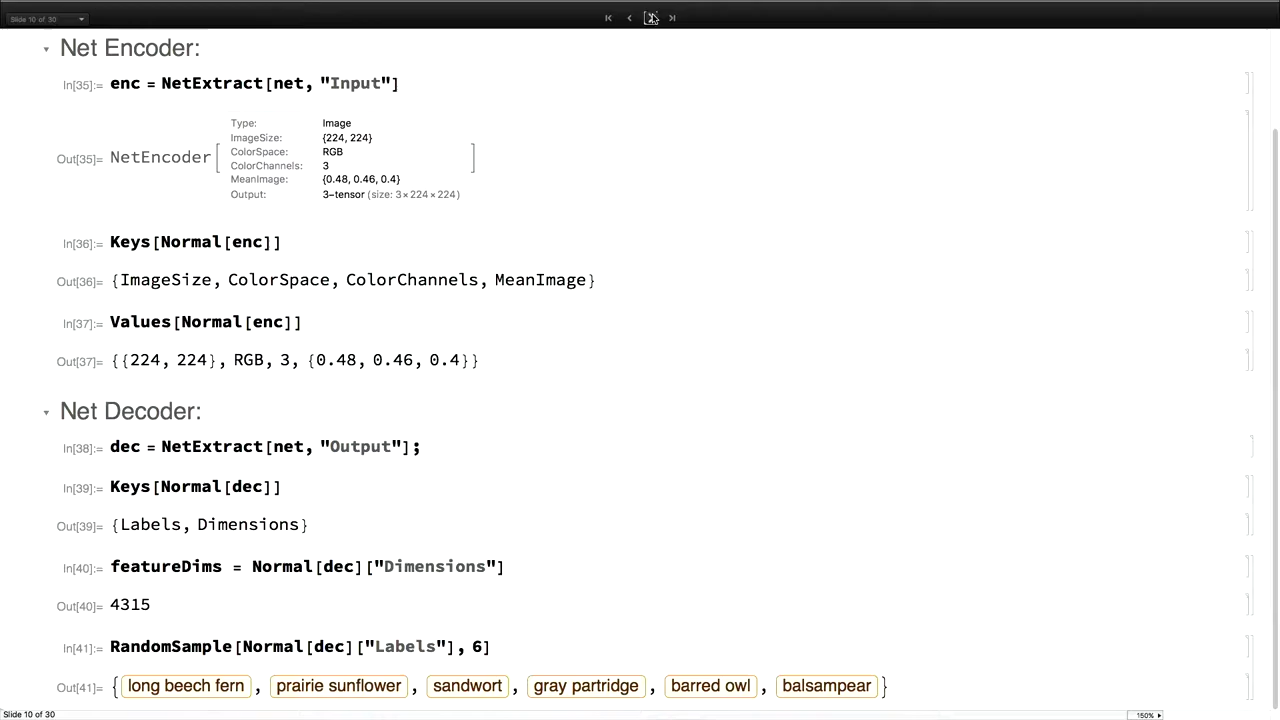 Slide 10 of 30
Net Encoder:
In[35]:= enc = NetExtract[net, "Input"]
Out[35]= NetEncoder[
Type: Image
ImageSize: {224, 224}
ColorSpace: RGB
ColorChannels: 3
MeanImage: {0.48, 0.46, 0.4}
Output: 3-tensor (size: 3×224×224)
]
In[36]:= Keys[Normal[enc]]
Out[36]= {ImageSize, ColorSpace, ColorChannels, MeanImage}
In[37]:= Values[Normal[enc]]
Out[37]= {{224, 224}, RGB, 3, {0.48, 0.46, 0.4}}
Net Decoder:
In[38]:= dec = NetExtract[net, "Output"];
In[39]:= Keys[Normal[dec]]
Out[39]= {Labels, Dimensions}
In[40]:= featureDims = Normal[dec]["Dimensions"]
Out[40]= 4315
In[41]:= RandomSample[Normal[dec]["Labels"], 6]
Out[41]= {long beech fern, prairie sunflower, sandwort, gray partridge, barred owl, balsampear}
Slide 10 of 30
150%